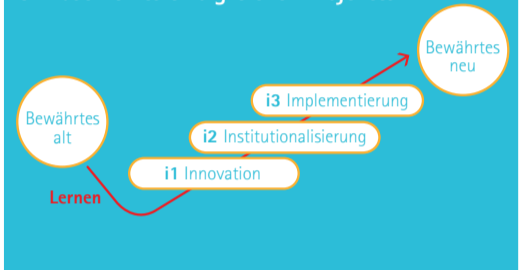 Bewährtes
neu
i3 Implementierung
Bewährtes
alt
i2 Institutionalisierung
i1 Innovation
Lernen